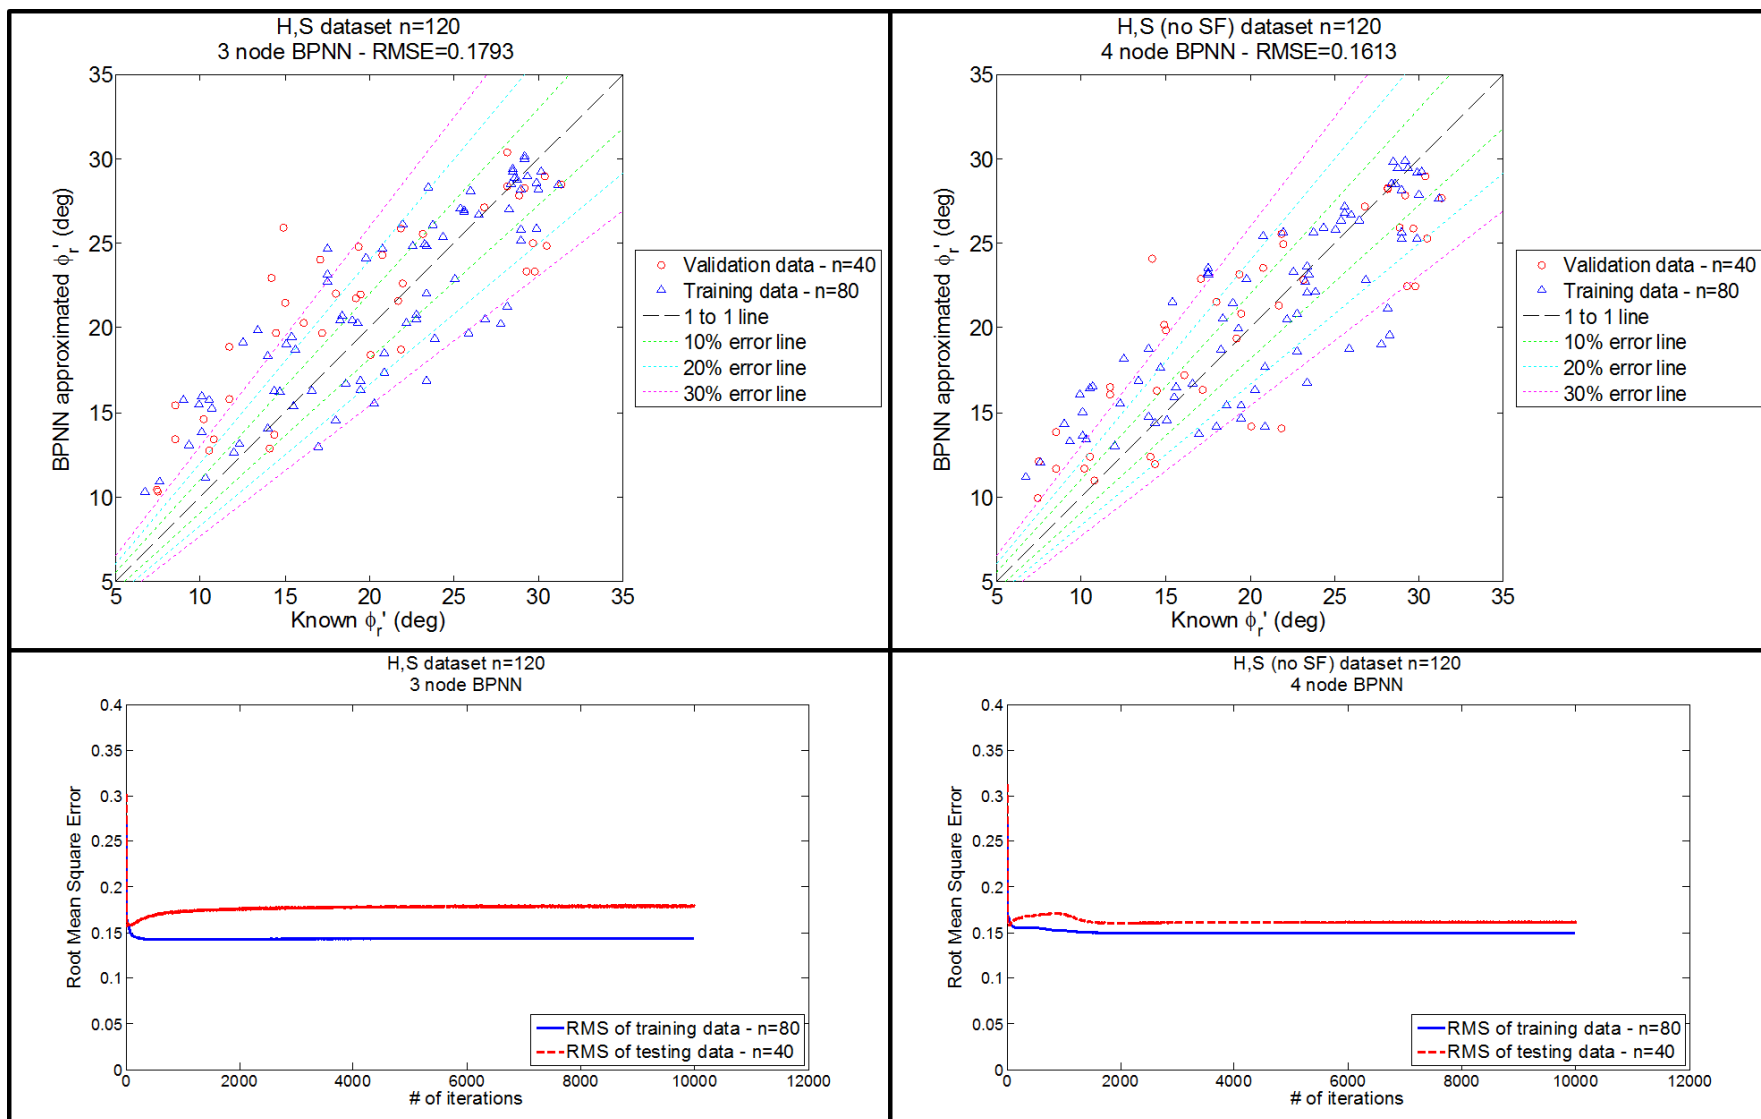 H,S dataset n=120
3 node BPNN - RMSE=0.1793
35
30
25
20
15
10
5
BPNN approximated ϕr' (deg)
5 10 15 20 25 30 35
Known ϕr' (deg)
Validation data - n=40
Training data - n=80
1 to 1 line
10% error line
20% error line
30% error line
H,S (no SF) dataset n=120
4 node BPNN - RMSE=0.1613
35
30
25
20
15
10
5
BPNN approximated ϕr' (deg)
5 10 15 20 25 30 35
Known ϕr' (deg)
Validation data - n=40
Training data - n=80
1 to 1 line
10% error line
20% error line
30% error line
H,S dataset n=120
3 node BPNN
0.4
0.35
0.3
0.25
0.2
0.15
0.1
0.05
0
Root Mean Square Error
RMS of training data - n=80
RMS of testing data - n=40
0 2000 4000 6000 8000 10000 12000
# of iterations
H,S (no SF) dataset n=120
4 node BPNN
0.4
0.35
0.3
0.25
0.2
0.15
0.1
0.05
0
Root Mean Square Error
RMS of training data - n=80
RMS of testing data - n=40
0 2000 4000 6000 8000 10000 12000
# of iterations